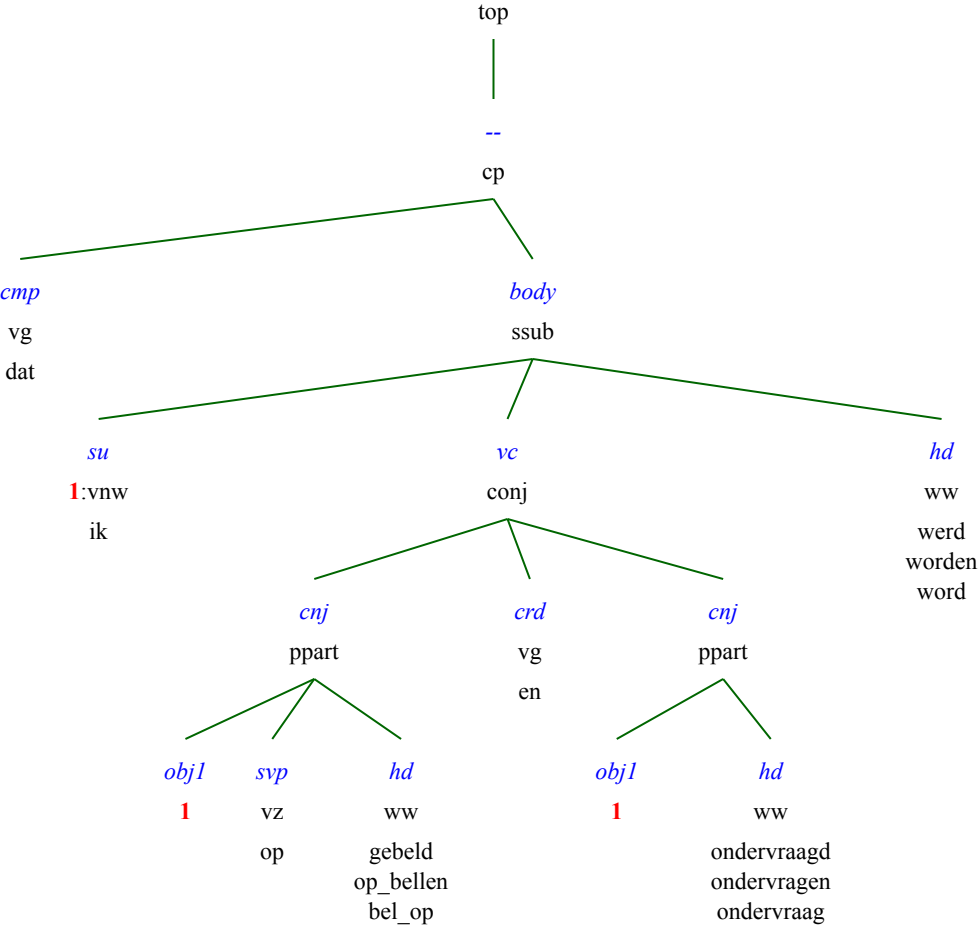 top
--
cp
cmp body
vg ssub
dat
su vc hd
1:vnw conj ww
ik werd
worden
word
cnj crd cnj
ppart vg ppart
en
obj1 svp hd obj1 hd
1 vz ww 1 ww
op gebeld ondervraagd
op_bellen ondervragen
bel_op ondervraag